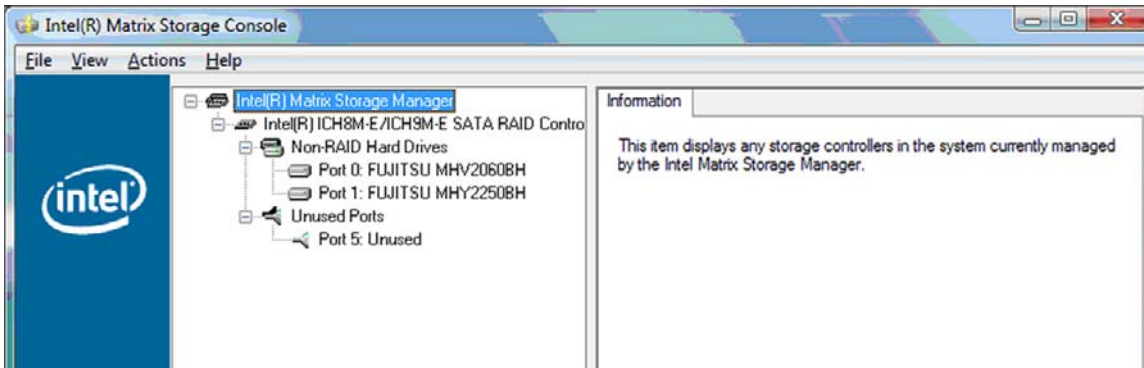 Intel(R) Matrix Storage Console
File View Actions Help
intel
Intel(R) Matrix Storage Manager
Intel(R) ICH8M-E/ICH9M-E SATA RAID Contro
Non-RAID Hard Drives
Port 0: FUJITSU MHV2060BH
Port 1: FUJITSU MHY2250BH
Unused Ports
Port 5: Unused
Information
This item displays any storage controllers in the system currently managed
by the Intel Matrix Storage Manager.